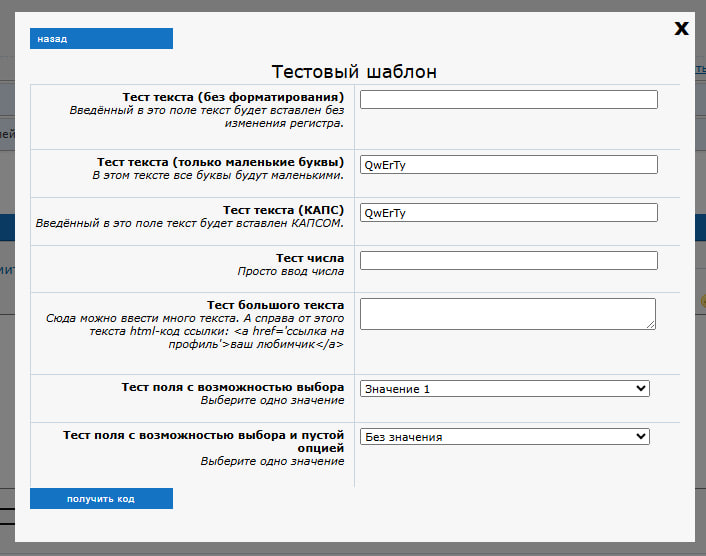 X
назад
Тестовый шаблон
Тест текста (без форматирования)
Введённый в это поле текст будет вставлен без
изменения регистра.
Тест текста (только маленькие буквы)
В этом тексте все буквы будут маленькими.
QwErTy
Тест текста (КАПС)
Введённый в это поле текст будет вставлен КАПСОМ.
QwErTy
Тест числа
Просто ввод числа
Тест большого текста
Сюда можно ввести много текста. А справа от этого
текста html-код ссылки: <a href='ссылка на
профиль'>ваш любимчик</a>
Тест поля с возможностью выбора
Выберите одно значение
Значение 1
Тест поля с возможностью выбора и пустой
опцией
Выберите одно значение
Без значения
получить код